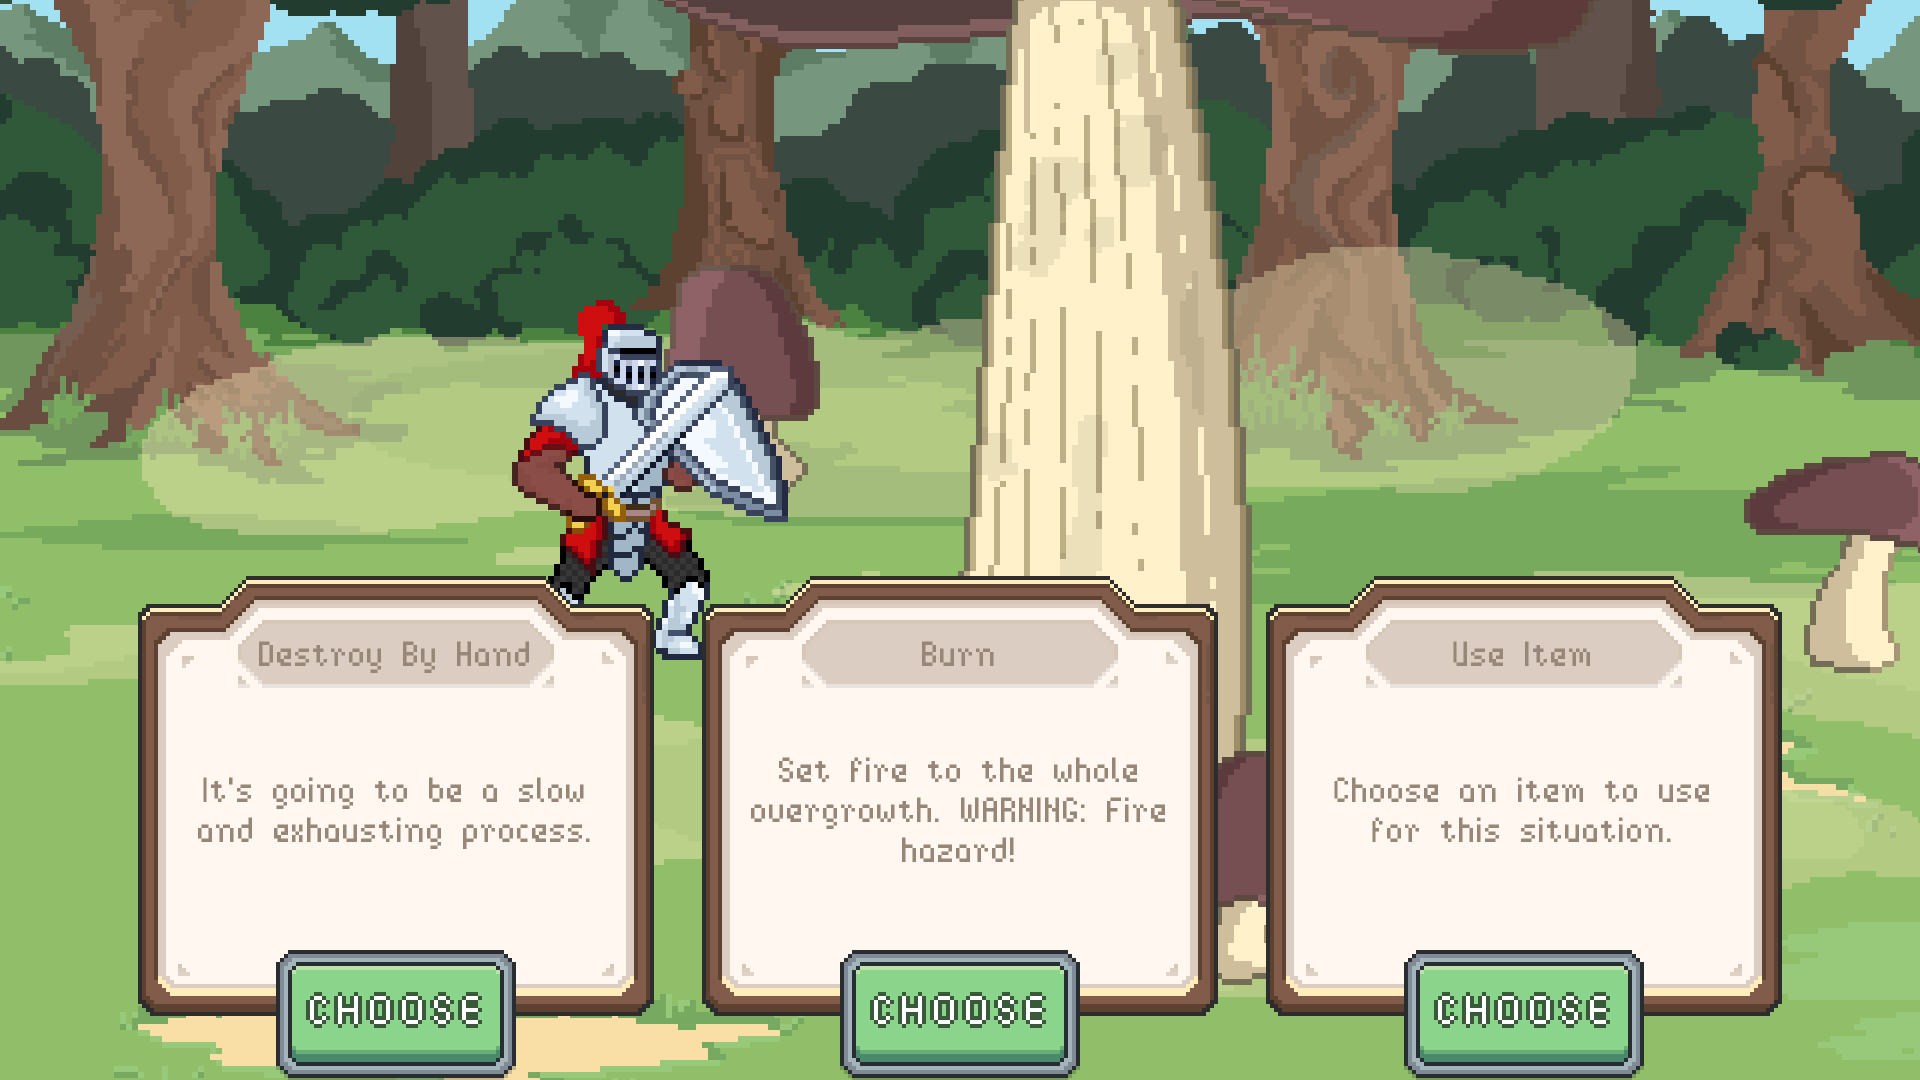 Destroy By Hand
It's going to be a slow
and exhausting process.
CHOOSE
Burn
Set fire to the whole
overgrowth. WARNING: Fire
hazard!
CHOOSE
Use Item
Choose an item to use
for this situation.
CHOOSE